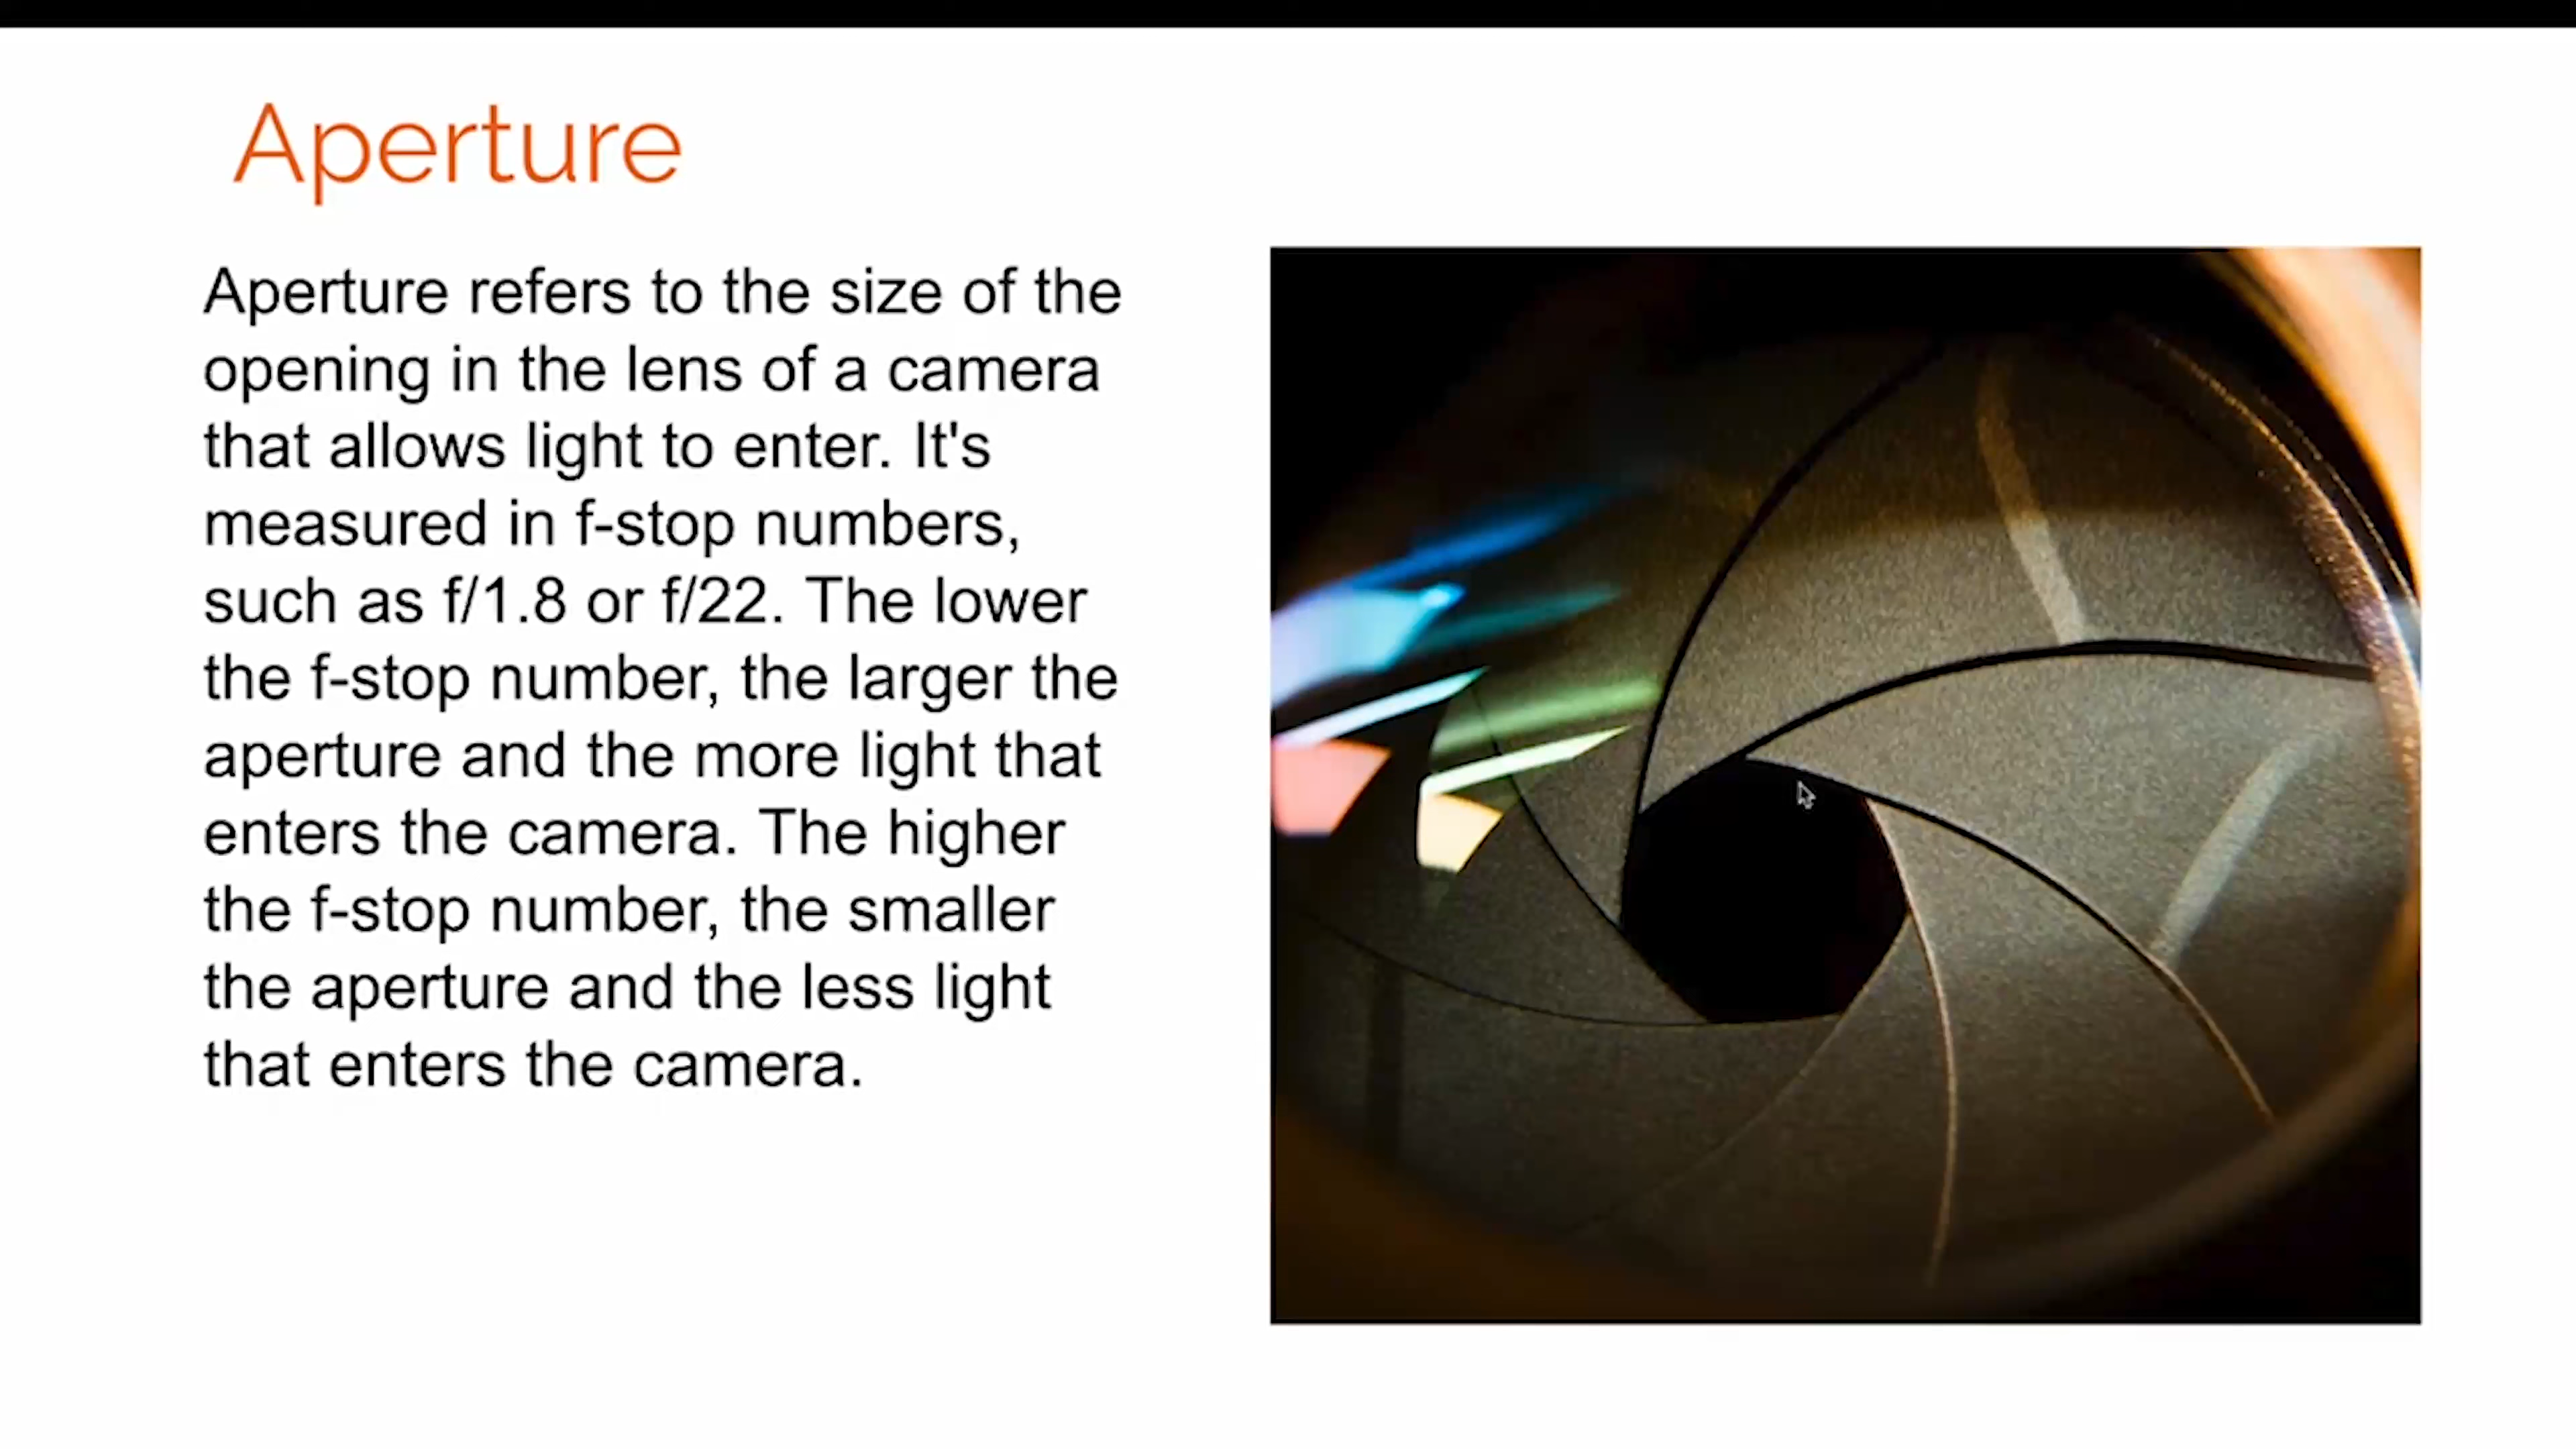 Aperture
Aperture refers to the size of the
opening in the lens of a camera
that allows light to enter. It's
measured in f-stop numbers,
such as f/1.8 or f/22. The lower
the f-stop number, the larger the
aperture and the more light that
enters the camera. The higher
the f-stop number, the smaller
the aperture and the less light
that enters the camera.